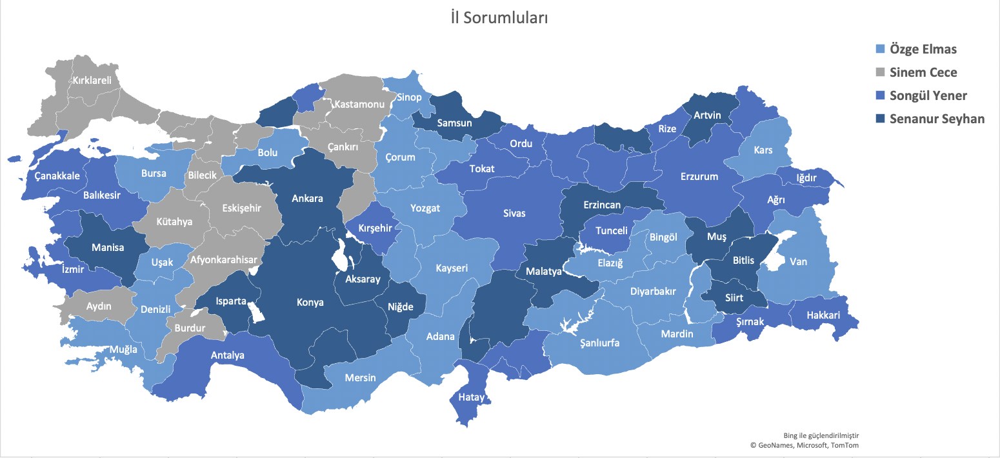 İl Sorumluları
Özge Elmas
Sinem Cece
Songül Yener
Senanur Seyhan
Kırklareli
Kastamonu
Sinop
Samsun
Artvin
Rize
Ordu
Kars
Bolu
Çankırı
Çorum
Tokat
Erzurum
Iğdır
Çanakkale
Bursa
Bilecik
Balıkesir
Ankara
Ağrı
Eskişehir
Yozgat
Sivas
Erzincan
Kütahya
Kırşehir
Tunceli
Bingöl
Muş
Manisa
Uşak
Afyonkarahisar
Elazığ
Bitlis
Van
İzmir
Kayseri
Malatya
Aksaray
Diyarbakır
Siirt
Aydın
Denizli
Isparta
Konya
Niğde
Şırnak
Hakkari
Burdur
Adana
Mardin
Muğla
Antalya
Şanlıurfa
Mersin
Hatay
Bing ile güçlendirilmiştir
© GeoNames, Microsoft, TomTom